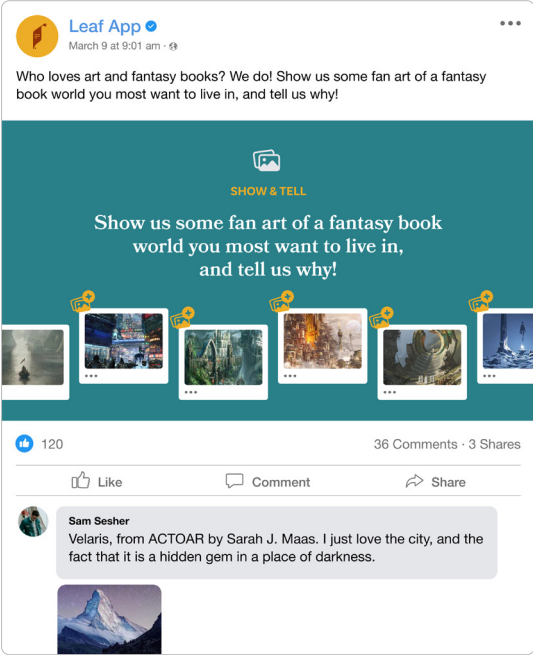 Leaf App
March 9 at 9:01 am ·
Who loves art and fantasy books? We do! Show us some fan art of a fantasy
book world you most want to live in, and tell us why!
SHOW & TELL
Show us some fan art of a fantasy book
world you most want to live in,
and tell us why!
120
36 Comments · 3 Shares
Like
Comment
Share
Sam Sesher
Velaris, from ACTOAR by Sarah J. Maas. I just love the city, and the
fact that it is a hidden gem in a place of darkness.